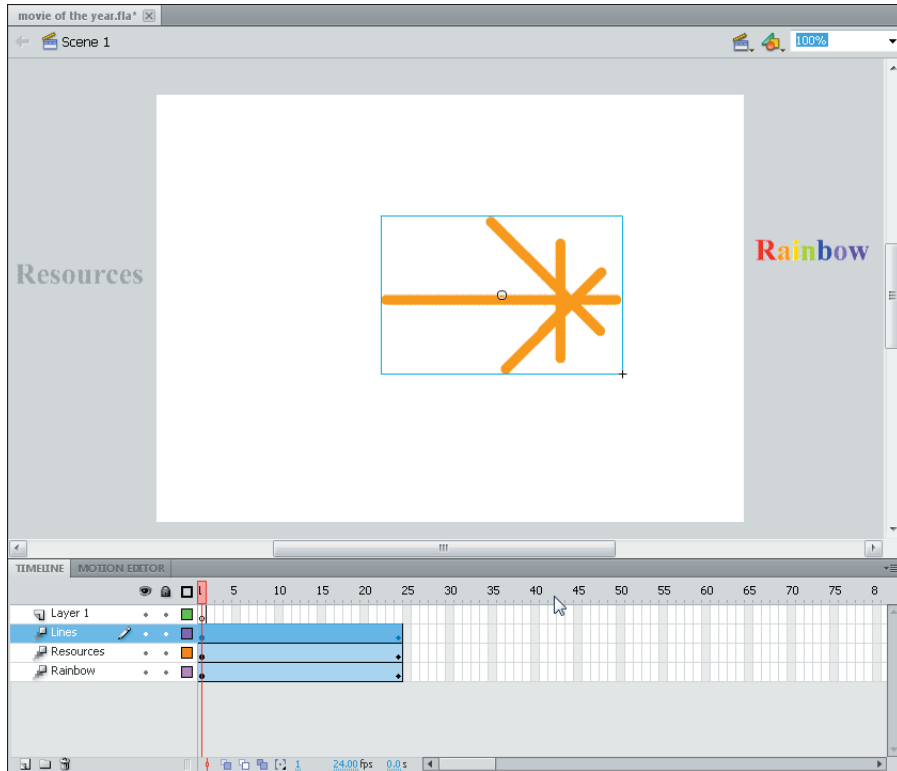 movie of the year.fla*
Scene 1
100%
Resources
Rainbow
TIMELINE MOTION EDITOR
1 5 10 15 20 25 30 35 40 45 50 55 60 65 70 75 8
Layer 1
Lines
Resources
Rainbow
1 24.00 fps 0.0 s